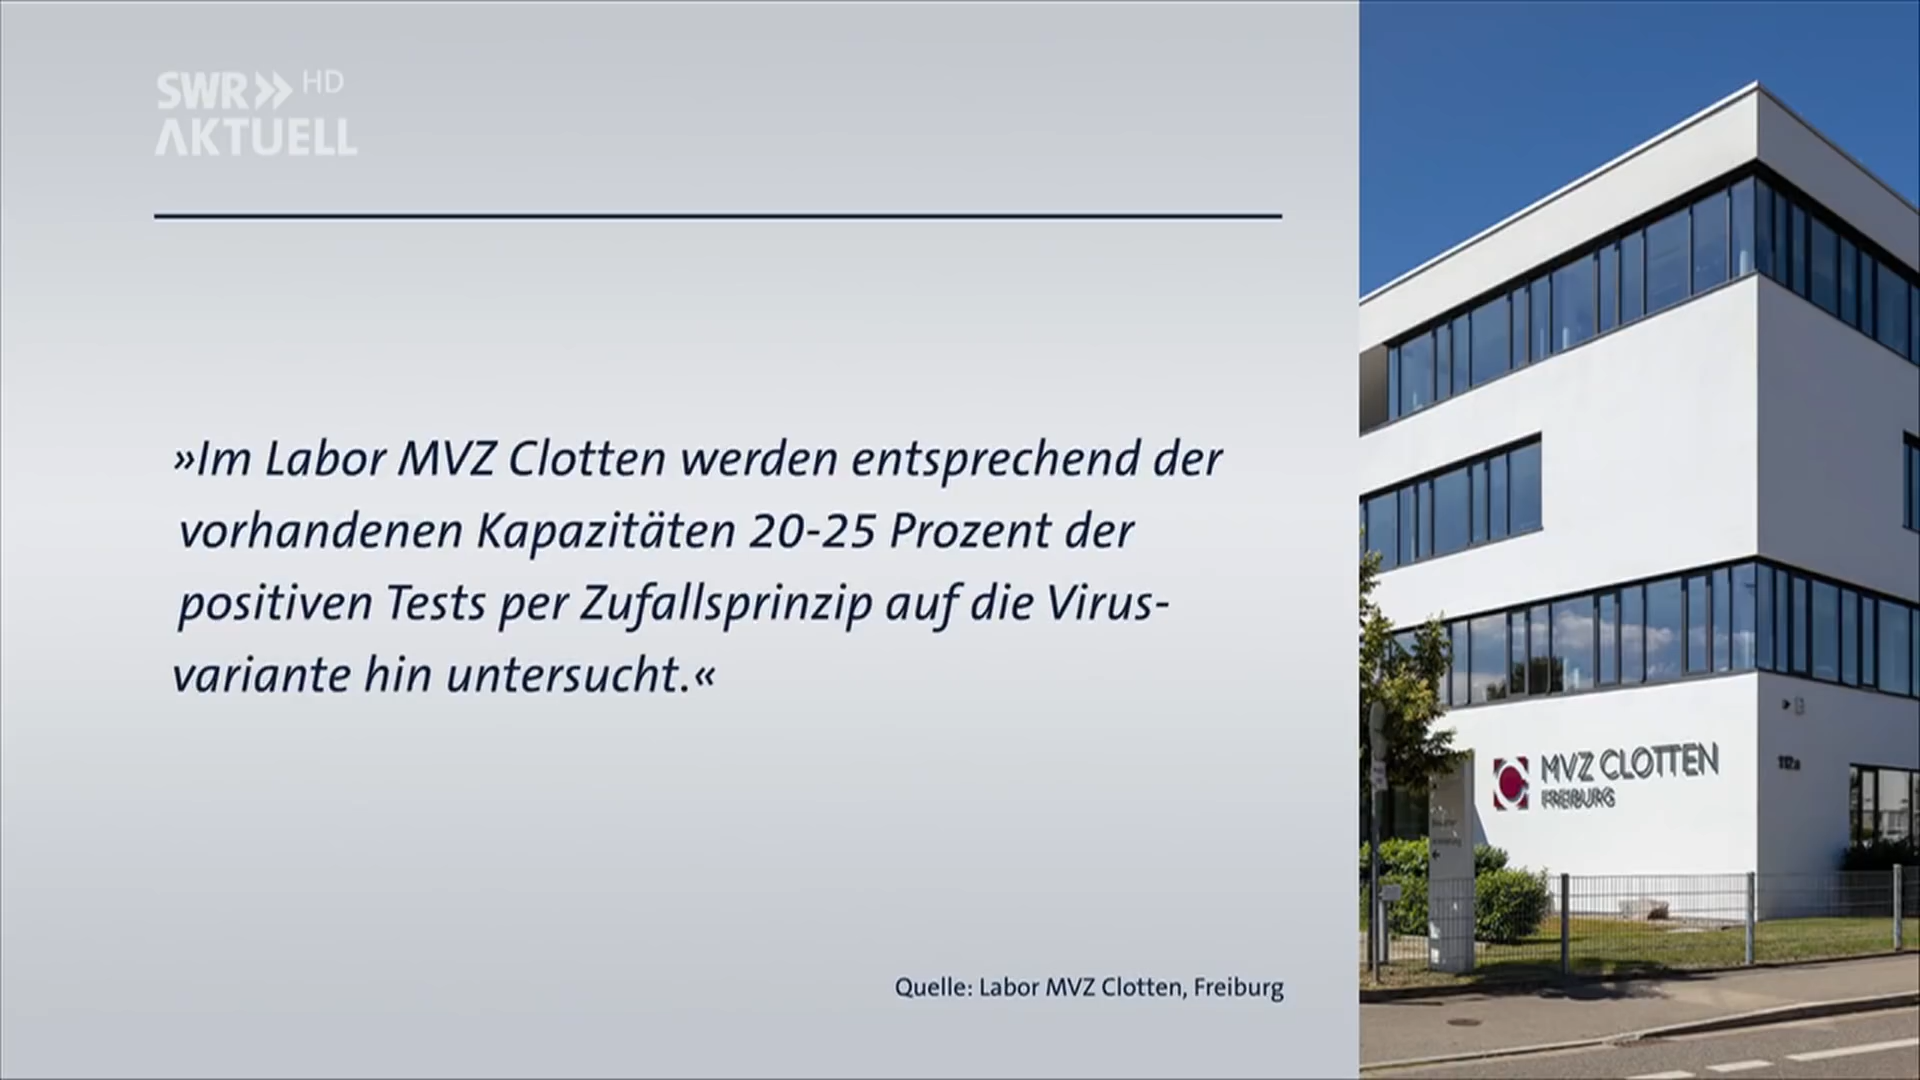 SWR» HD
AKTUELL
»Im Labor MVZ Clotten werden entsprechend der
vorhandenen Kapazitäten 20-25 Prozent der
positiven Tests per Zufallsprinzip auf die Virus-
variante hin untersucht.«
Quelle: Labor MVZ Clotten, Freiburg
MVZ CLOTTEN
FREIBURG